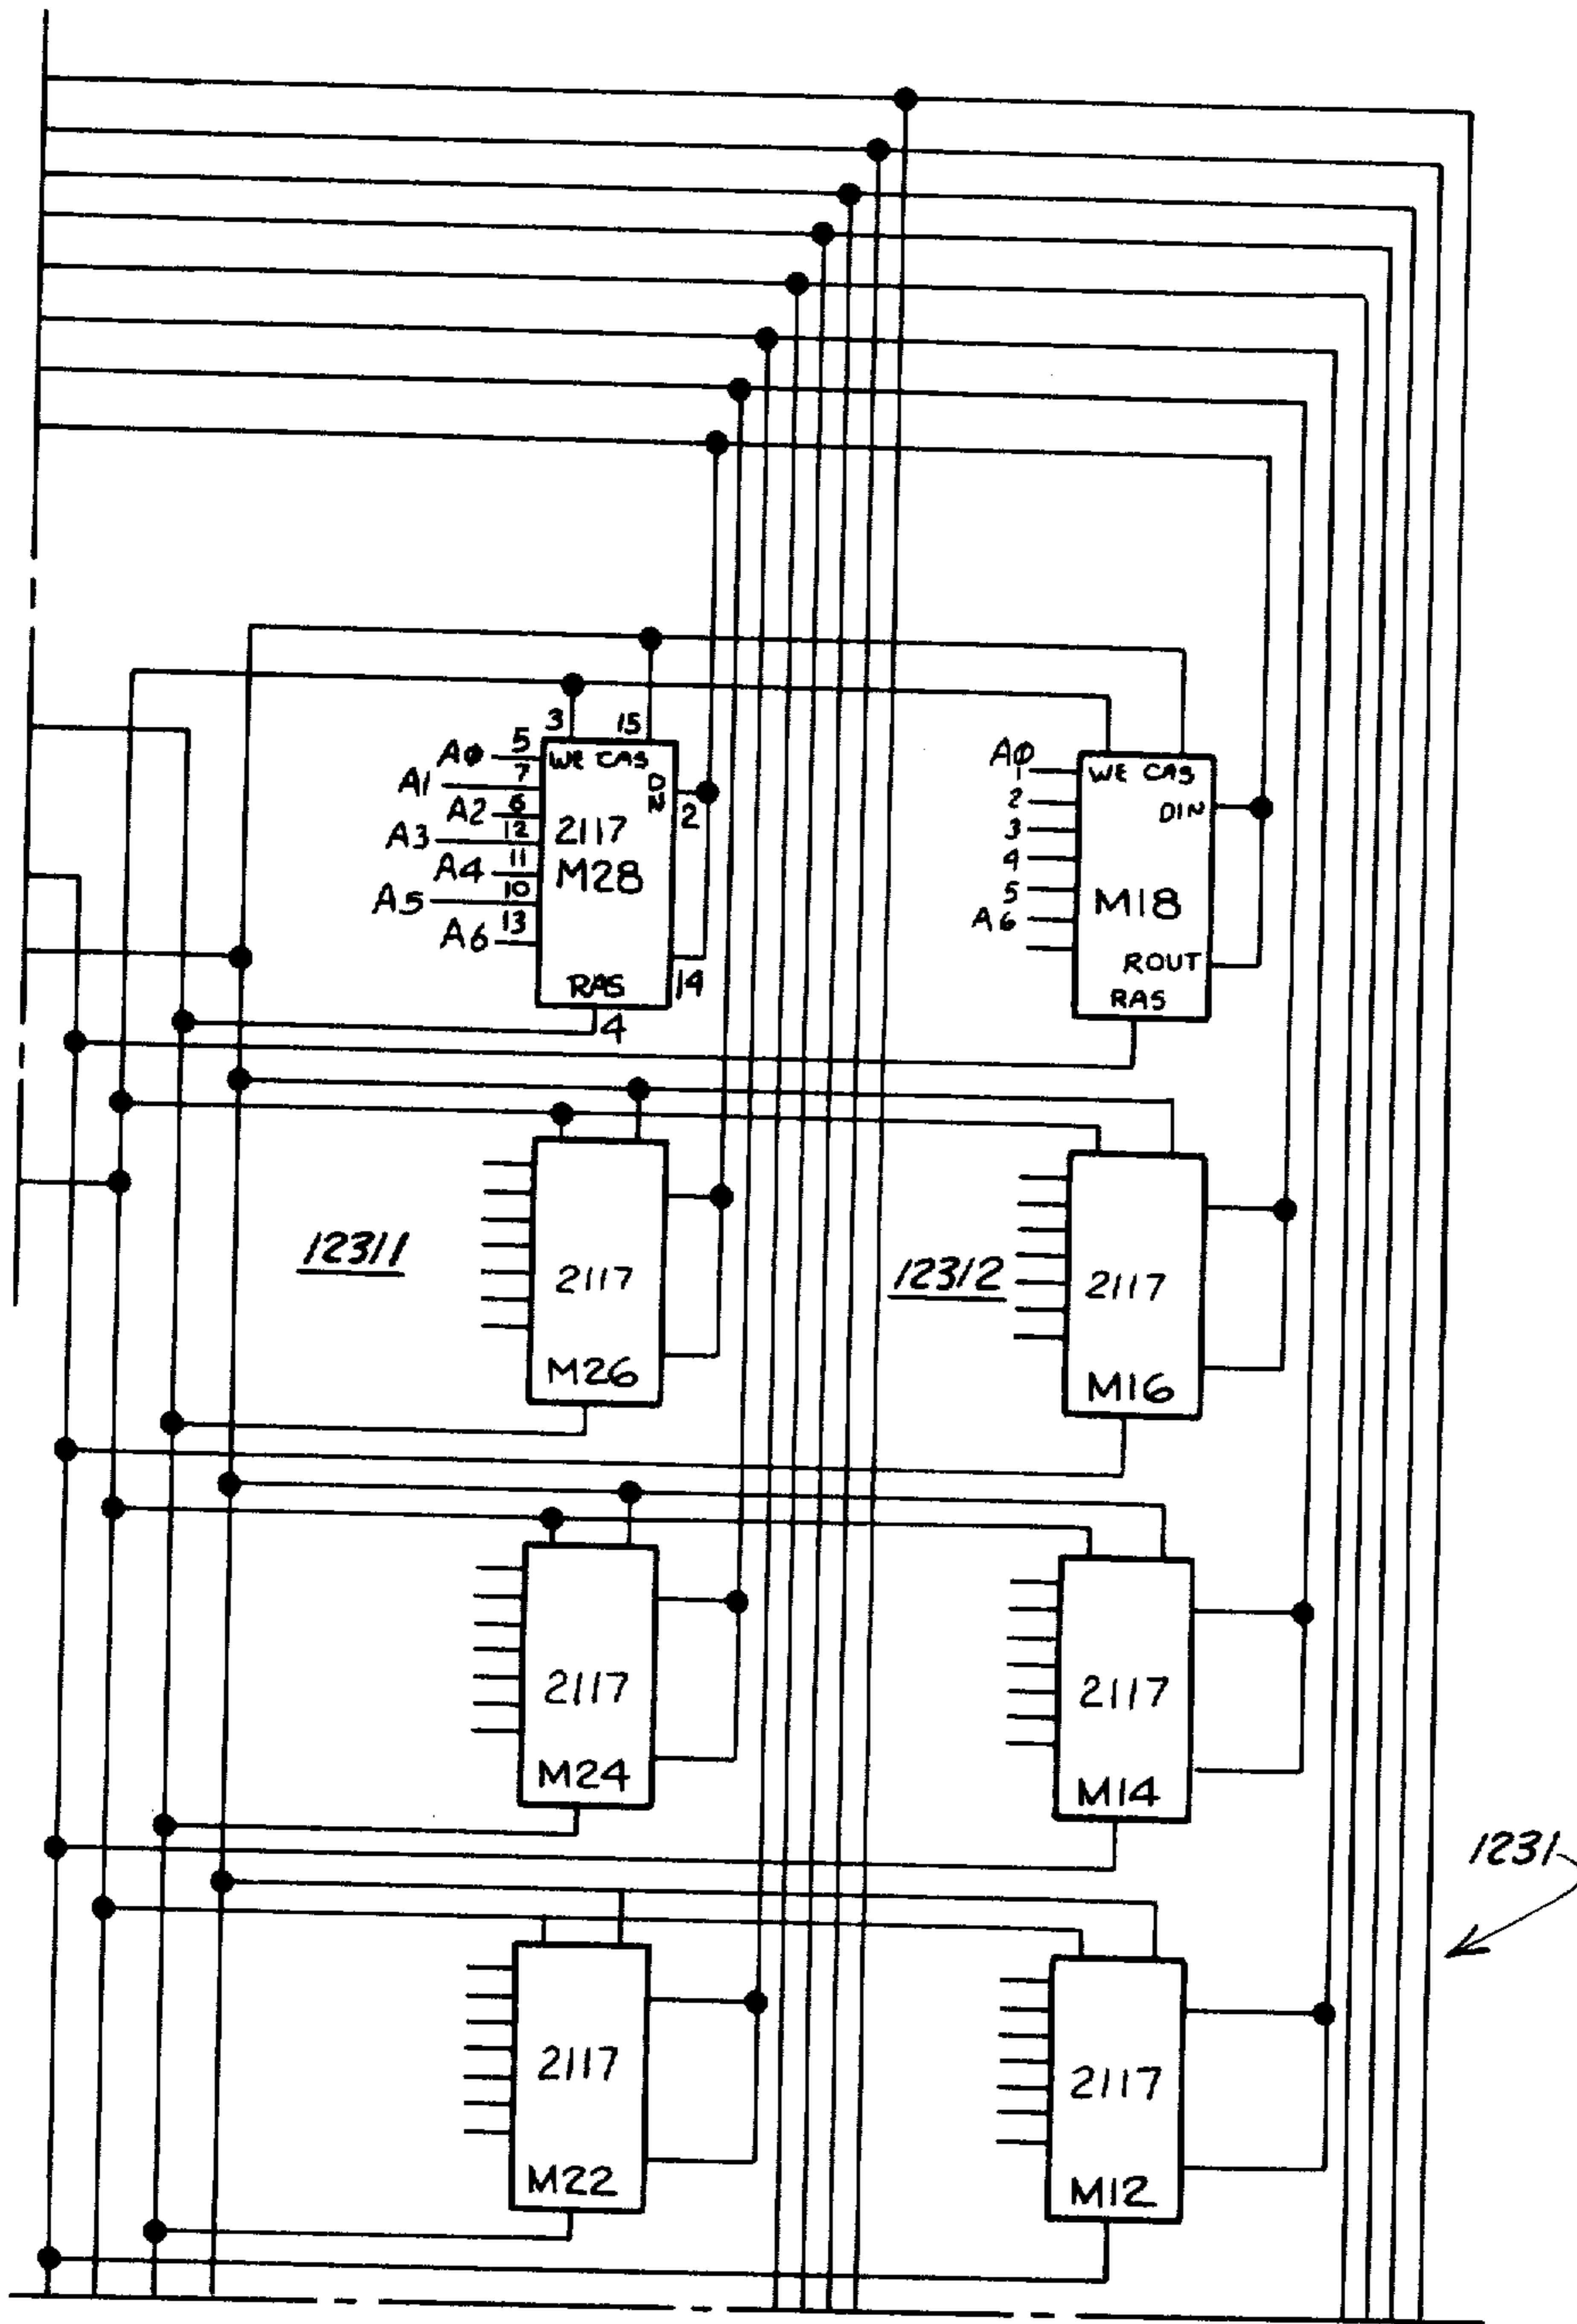 3 15
A0 5
A1 7
A2 6
A3 12
A4 11
A5 10
A6 13
WE CAS
DIN
2
2117
M28
RAS
14
4
A0
1
2
3
4
5
A6
WE CAS
DIN
M18
ROUT
RAS
12311
2117
M26
12312
2117
M16
2117
M24
2117
M14
1231
2117
M22
2117
M12